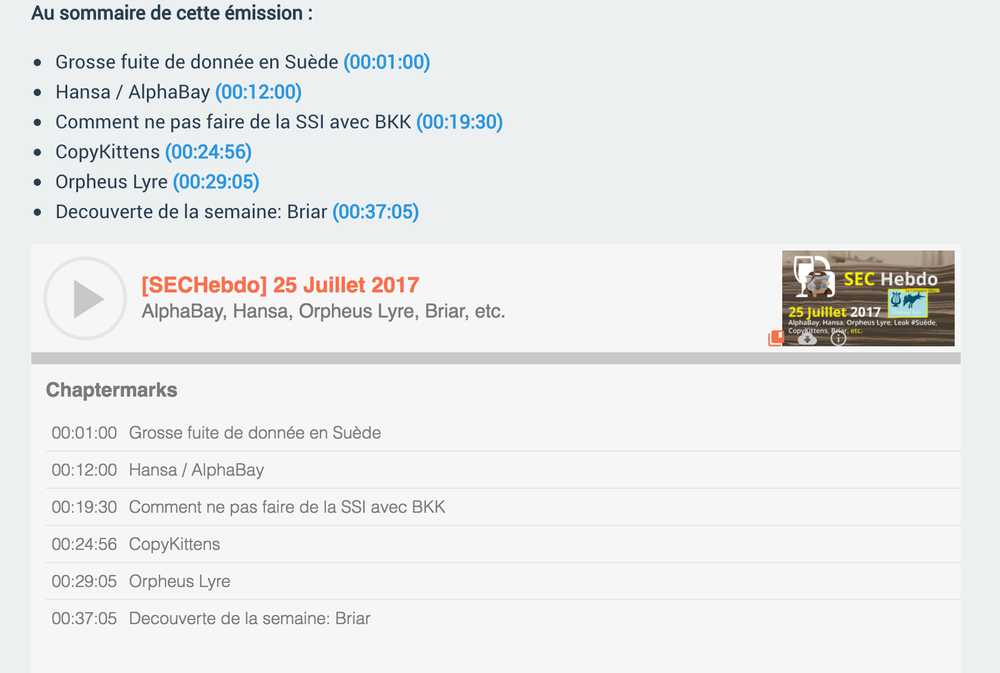 Au sommaire de cette émission :
Grosse fuite de donnée en Suède (00:01:00)
Hansa / AlphaBay (00:12:00)
Comment ne pas faire de la SSI avec BKK (00:19:30)
CopyKittens (00:24:56)
Orpheus Lyre (00:29:05)
Decouverte de la semaine: Briar (00:37:05)
[SECHebdo] 25 Juillet 2017
AlphaBay, Hansa, Orpheus Lyre, Briar, etc.
SEC Hebdo
25 Juillet 2017
AlphaBay, Hansa, Orpheus Lyre, Leak #Suède,
CopyKittens, Briar, etc.
Chaptermarks
00:01:00 Grosse fuite de donnée en Suède
00:12:00 Hansa / AlphaBay
00:19:30 Comment ne pas faire de la SSI avec BKK
00:24:56 CopyKittens
00:29:05 Orpheus Lyre
00:37:05 Decouverte de la semaine: Briar